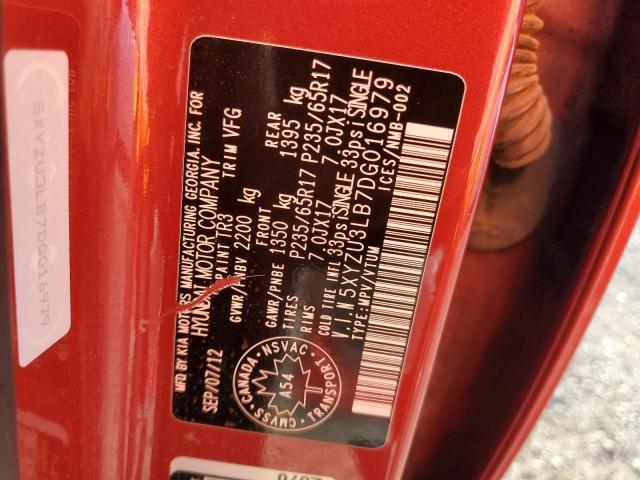 MFG BY KIA MOTORS MANUFACTURING GEORGIA, INC. FOR
HYUNDAI MOTOR COMPANY
SEP/07/12 PAINT TR3 TRIM VFG
GVWR/PNBV 2200 kg
FRONT REAR
GAWR/PNBE 1350 kg 1395 kg
TIRES P235/65R17 P235/65R17
RIMS 7.0JX17 7.0JX17
COLD TIRE INFL 33psi SINGLE 33psi SINGLE
V.I.N 5XYZU3LB7DG016979
TYPE:MPV/VTUM ICES/NMB-002
CANADA · NSVAC · TRANSPORT · CMVSS
A54
5XYZU3LB7DG016979